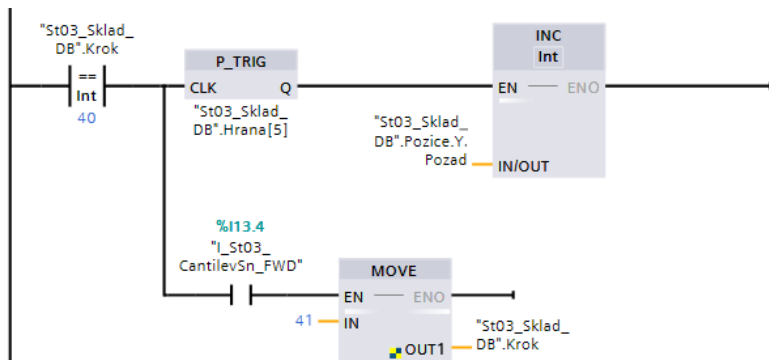 "St03_Sklad_
DB".Krok
==
Int
40
P_TRIG
CLK Q
"St03_Sklad_
DB".Hrana[5]
INC
Int
EN ENO
"St03_Sklad_
DB".Pozice.Y.
Pozad
IN/OUT
%I13.4
"I_St03_
CantilevSn_FWD"
MOVE
EN ENO
41 IN
OUT1
"St03_Sklad_
DB".Krok